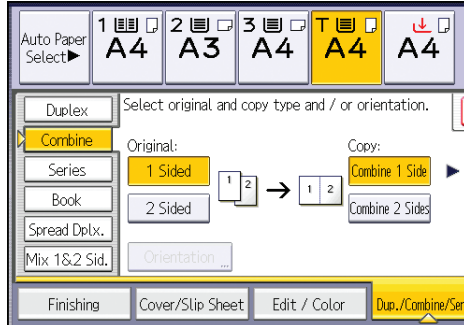 Auto Paper
Select▶
1
A4
2
A3
3
A4
T
A4
A4
Duplex
Combine
Series
Book
Spread Dplx.
Mix 1&2 Sid.
Select original and copy type and / or orientation.
Original:
1 Sided
2 Sided
1 2
→
1 2
Copy:
Combine 1 Side
Combine 2 Sides
Orientation
Finishing
Cover/Slip Sheet
Edit / Color
Dup./Combine/Ser